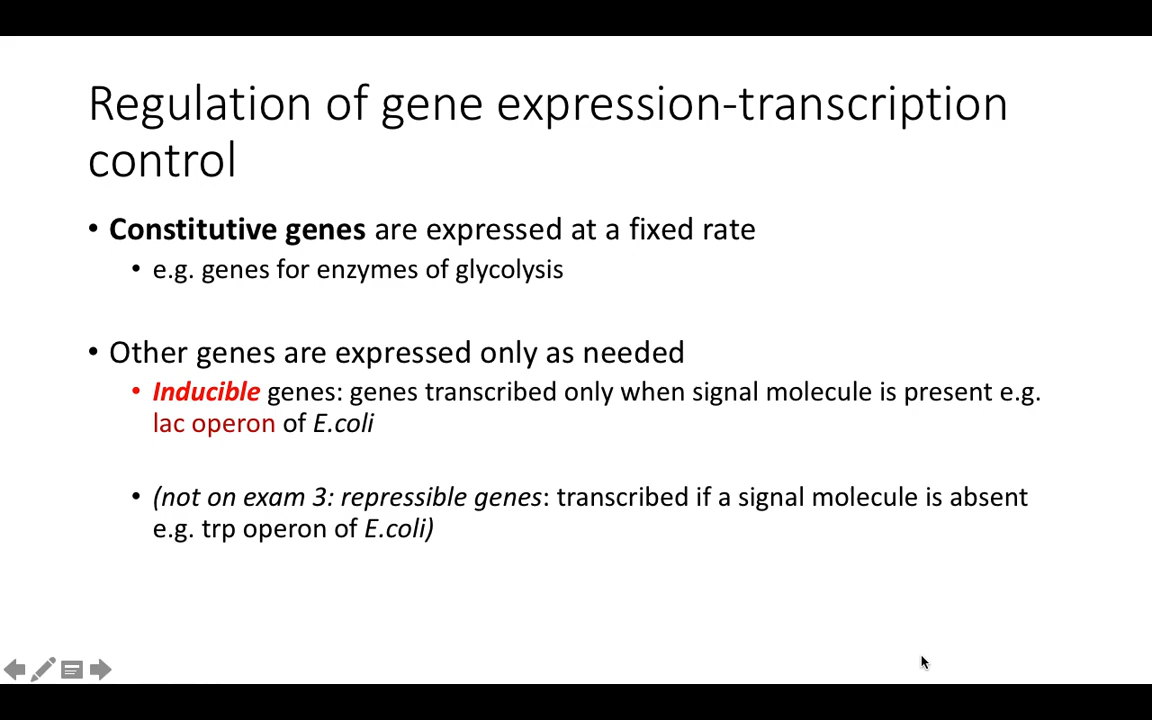 Regulation of gene expression-transcription
control
• Constitutive genes are expressed at a fixed rate
• e.g. genes for enzymes of glycolysis
• Other genes are expressed only as needed
• Inducible genes: genes transcribed only when signal molecule is present e.g.
lac operon of E.coli
• (not on exam 3: repressible genes: transcribed if a signal molecule is absent
e.g. trp operon of E.coli)